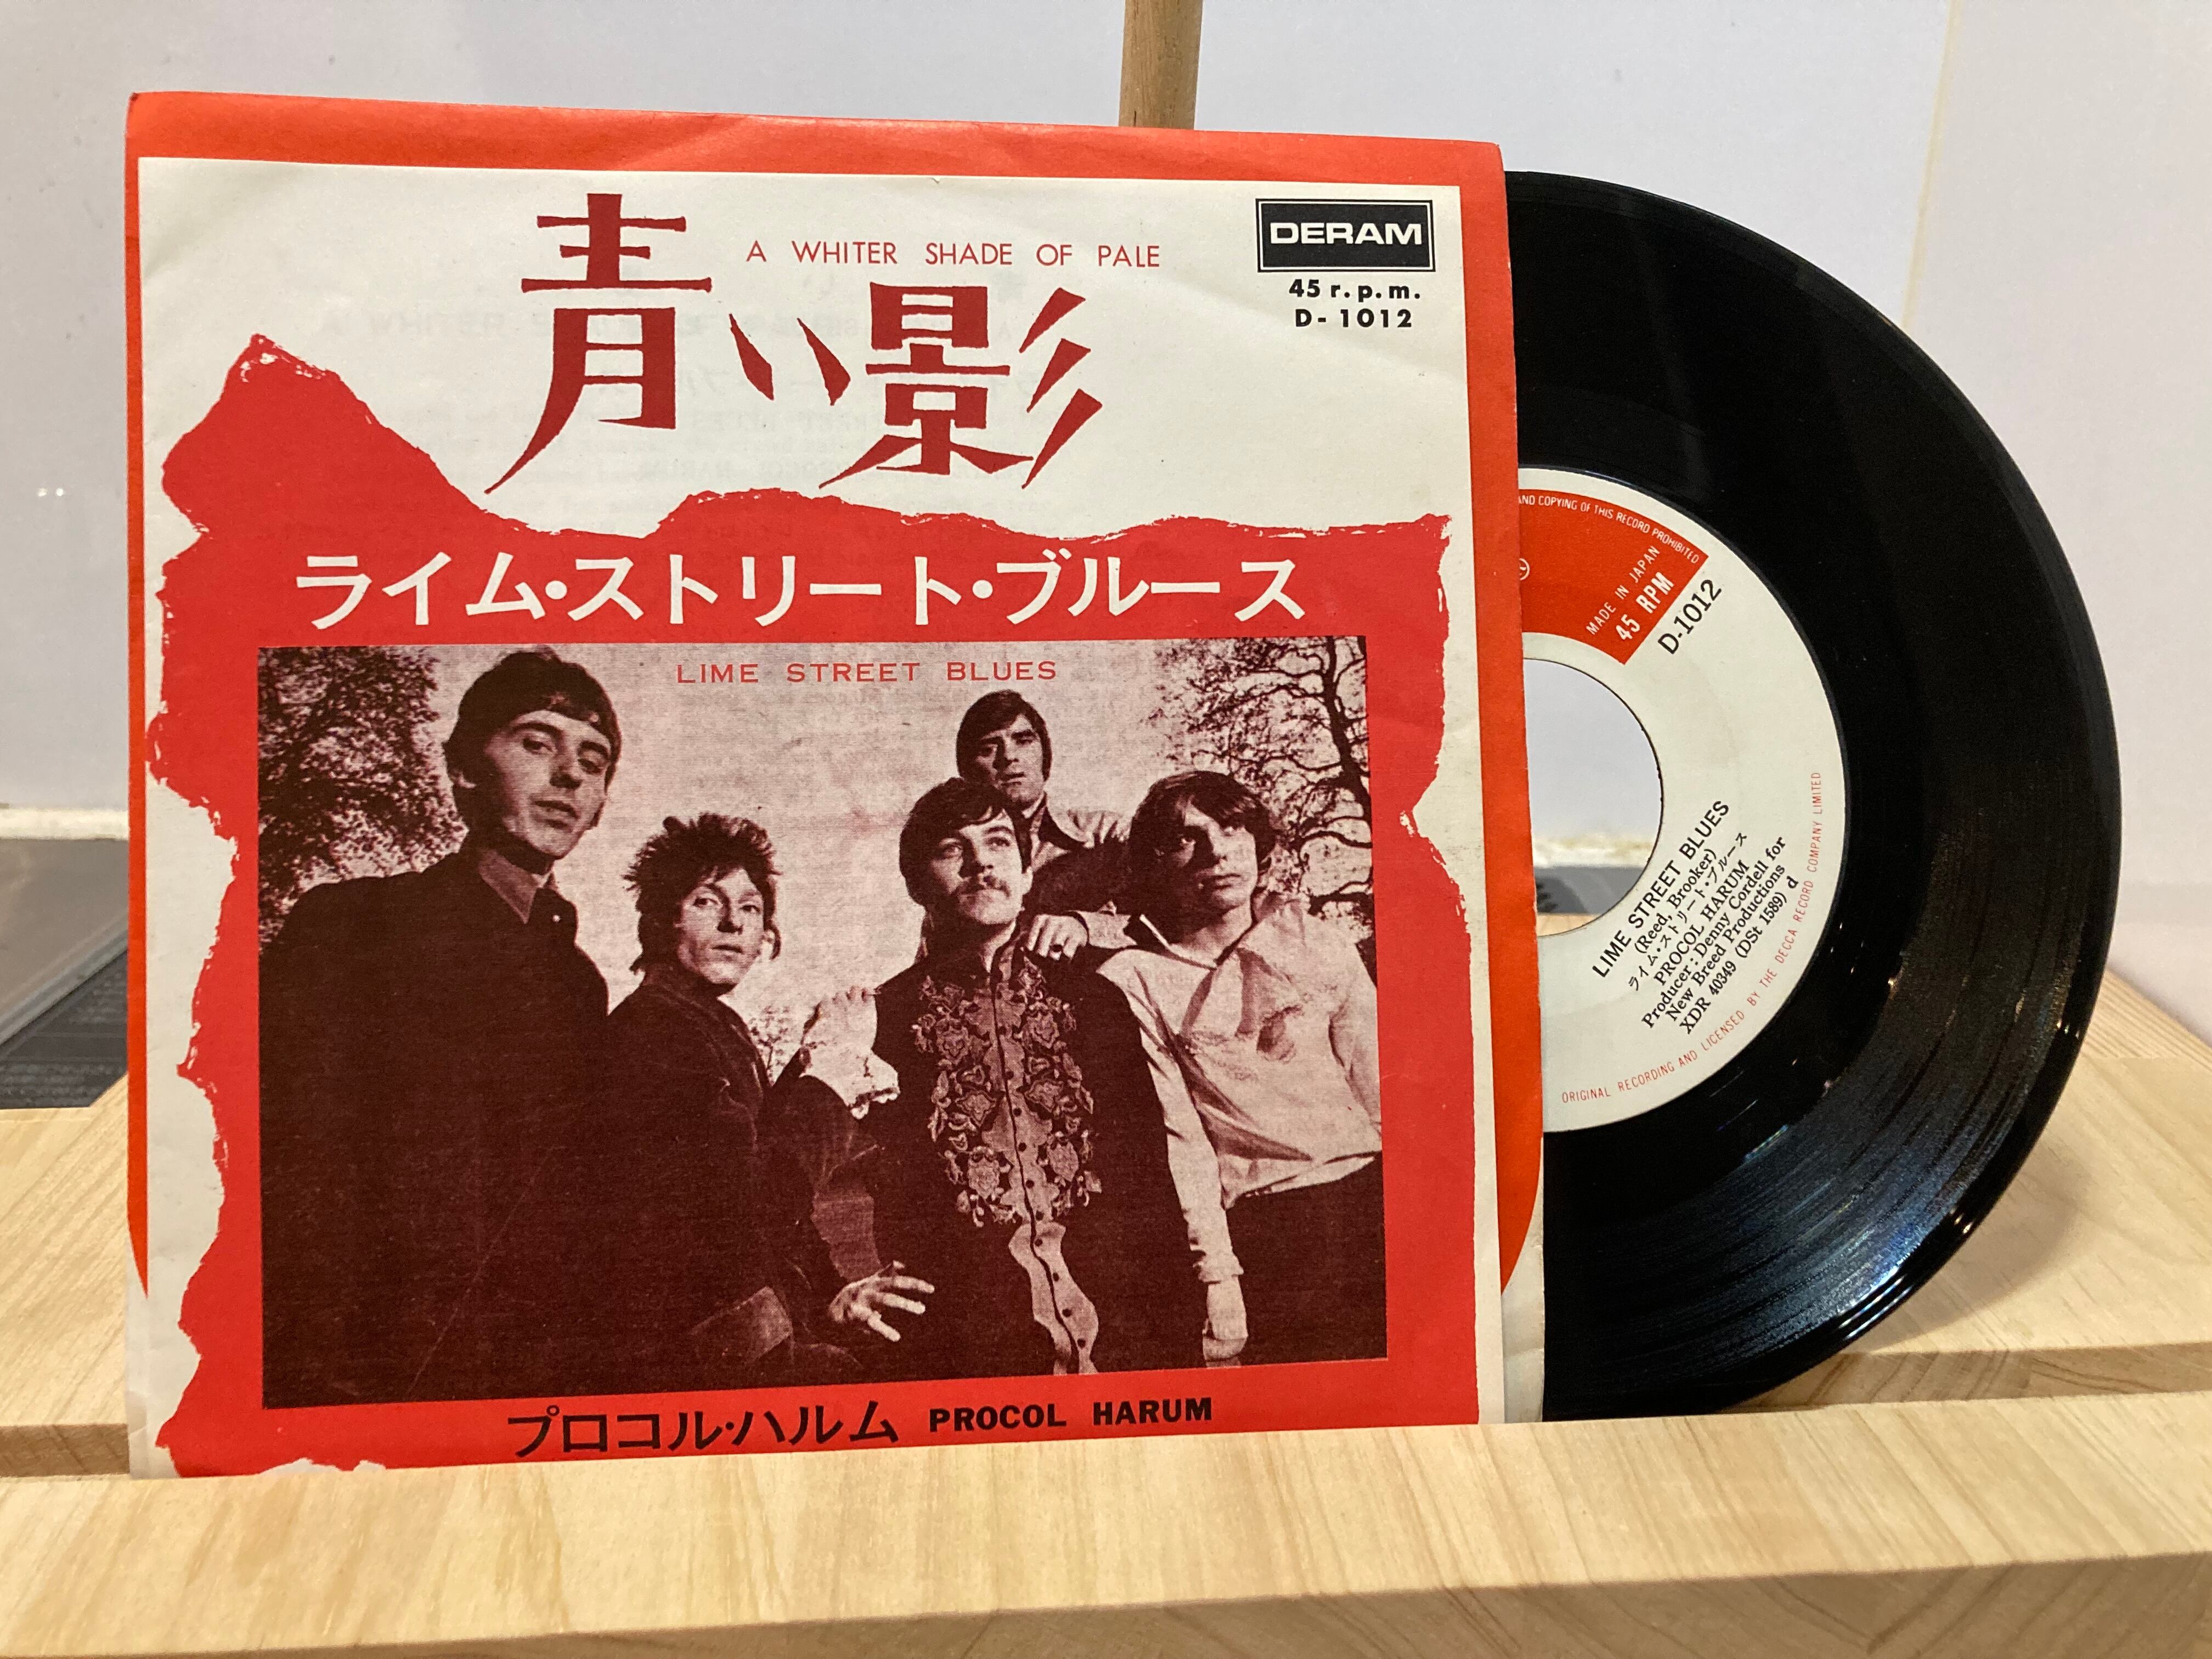 青い影
A WHITER SHADE OF PALE
DERAM
45 r.p.m.
D-1012
ライム・ストリート・ブルース
LIME STREET BLUES
プロコル・ハルム PROCOL HARUM
AND COPYING OF THIS RECORD PROHIBITED
MADE IN JAPAN
45 RPM
D-1012
LIME STREET BLUES
(Reed, Brooker)
ライム・ストリート・ブルース
PROCOL HARUM
Producer: Denny Cordell for
New Breed Productions
XDR 40349 (DSt 1589) d
ORIGINAL RECORDING AND LICENSED BY THE DECCA RECORD COMPANY LIMITED